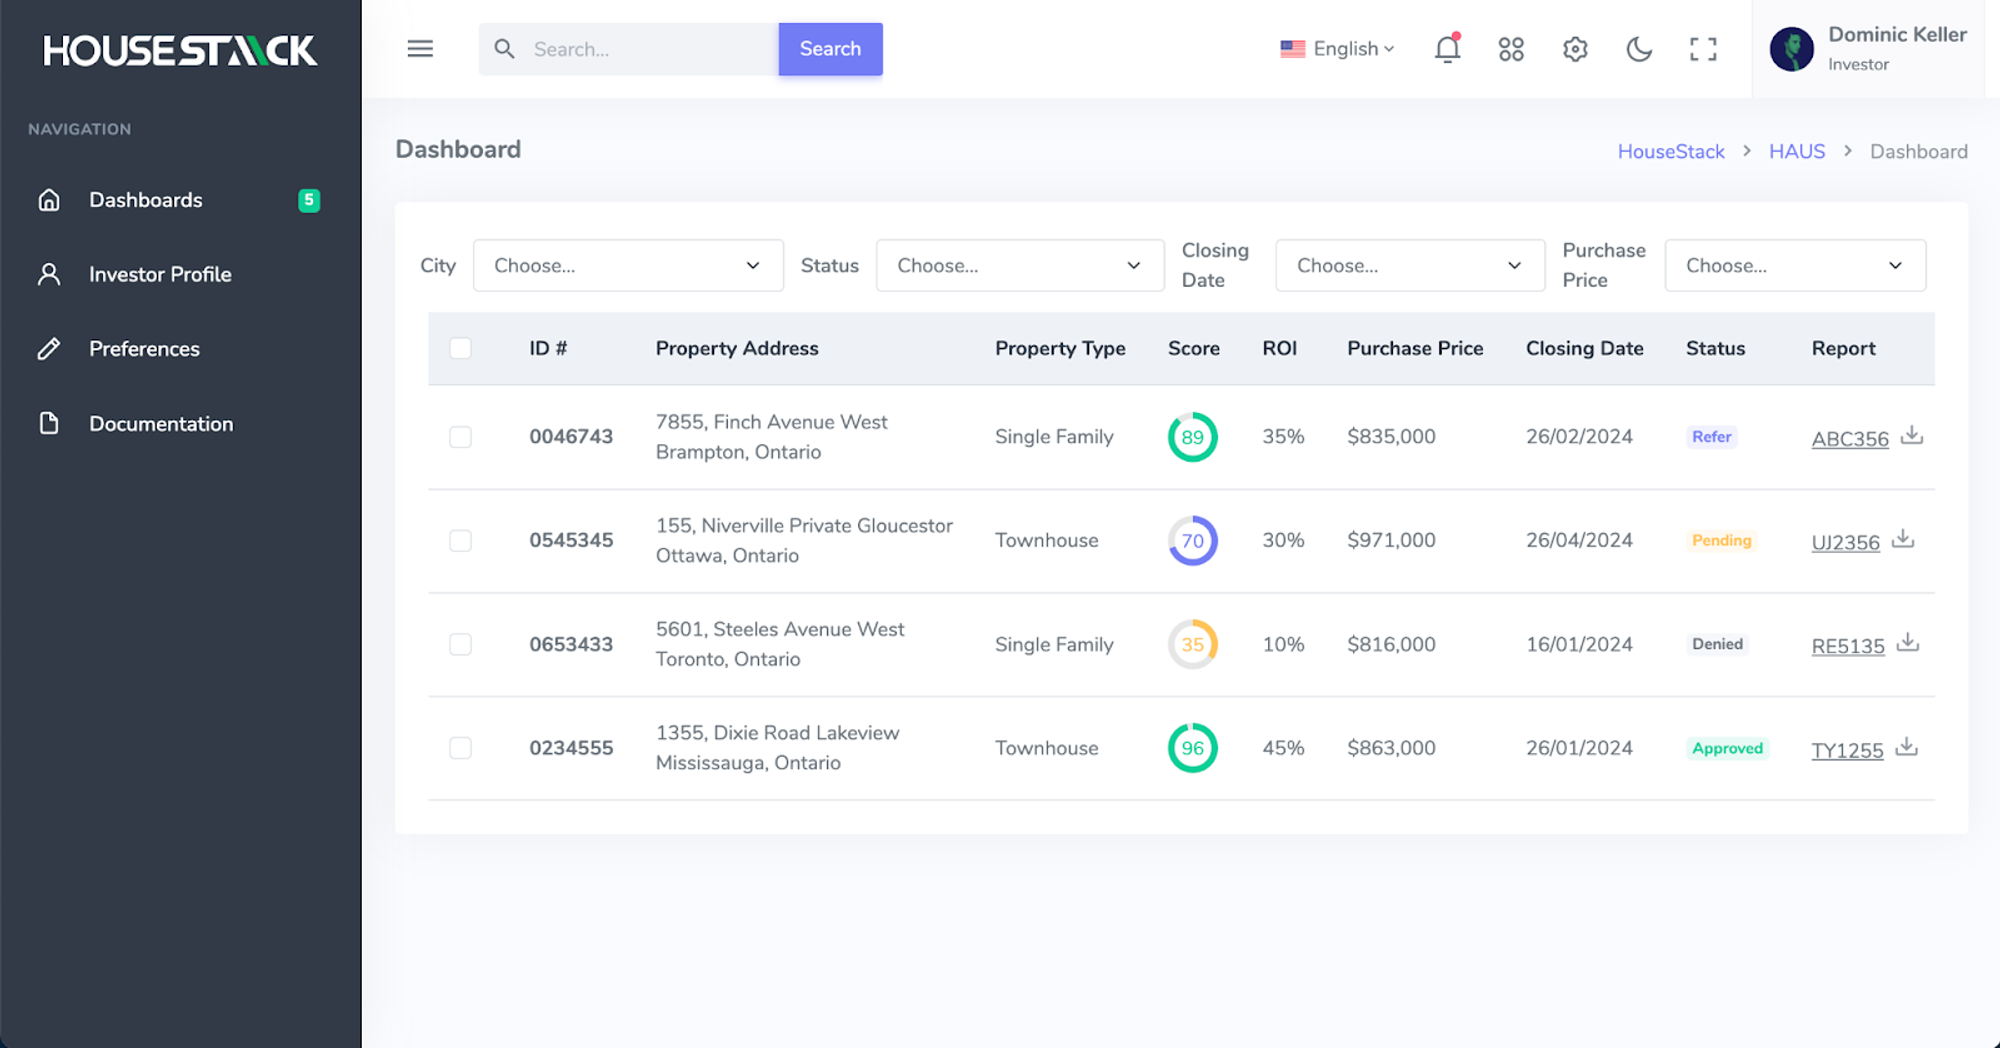 HOUSESTACK
Search...
Search
English
Dominic Keller
Investor
NAVIGATION
Dashboards
5
Investor Profile
Preferences
Documentation
Dashboard
HouseStack > HAUS > Dashboard
City
Choose...
Status
Choose...
Closing
Date
Choose...
Purchase
Price
Choose...
ID # Property Address Property Type Score ROI Purchase Price Closing Date Status Report
0046743 7855, Finch Avenue West
Brampton, Ontario Single Family 89 35% $835,000 26/02/2024 Refer ABC356
0545345 155, Niverville Private Gloucestor
Ottawa, Ontario Townhouse 70 30% $971,000 26/04/2024 Pending UJ2356
0653433 5601, Steeles Avenue West
Toronto, Ontario Single Family 35 10% $816,000 16/01/2024 Denied RE5135
0234555 1355, Dixie Road Lakeview
Mississauga, Ontario Townhouse 96 45% $863,000 26/01/2024 Approved TY1255